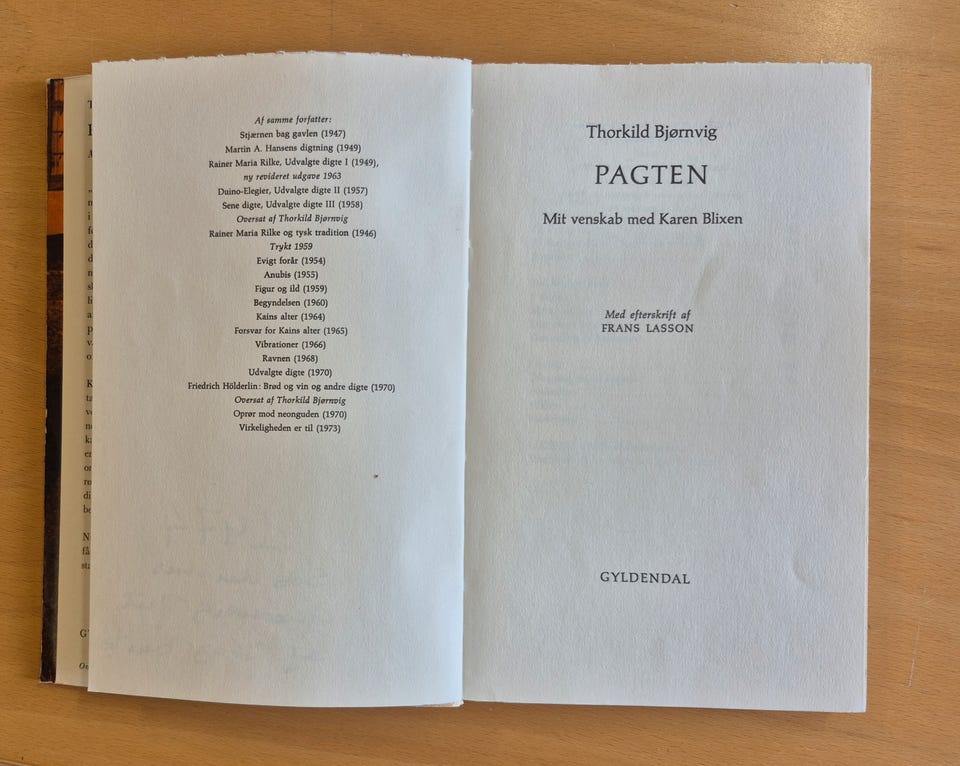 Af samme forfatter:
Stjærnen bag gavlen (1947)
Martin A. Hansens digtning (1949)
Rainer Maria Rilke, Udvalgte digte I (1949),
ny revideret udgave 1963
Duino-Elegier, Udvalgte digte II (1957)
Sene digte, Udvalgte digte III (1958)
Oversat af Thorkild Bjørnvig
Rainer Maria Rilke og tysk tradition (1946)
Trykt 1959
Evigt forår (1954)
Anubis (1955)
Figur og ild (1959)
Begyndelsen (1960)
Kains alter (1964)
Forsvar for Kains alter (1965)
Vibrationer (1966)
Ravnen (1968)
Udvalgte digte (1970)
Friedrich Hölderlin: Brød og vin og andre digte (1970)
Oversat af Thorkild Bjørnvig
Oprør mod neonguden (1970)
Virkeligheden er til (1973)
Thorkild Bjørnvig
PAGTEN
Mit venskab med Karen Blixen
Med efterskrift af
FRANS LASSON
GYLDENDAL